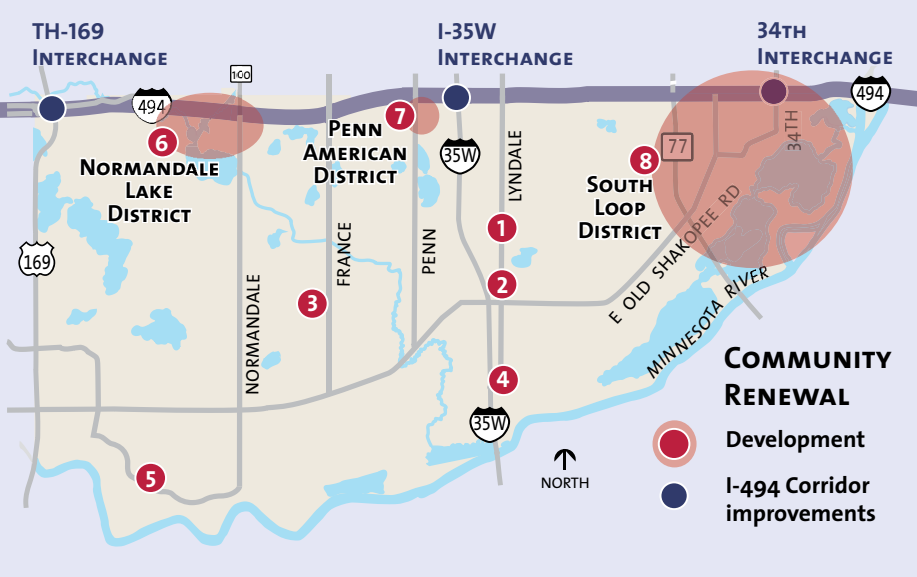 TH-169
Interchange
I-35W
Interchange
34th
Interchange
100
494
494
7
6
Penn
American
District
Normandale
Lake
District
35W
Lyndale
77
34th
8
South
Loop
District
1
169
Normandale
France
Penn
2
3
E Old Shakopee Rd
Minnesota River
4
35W
5
North
Community
Renewal
Development
I-494 Corridor
improvements